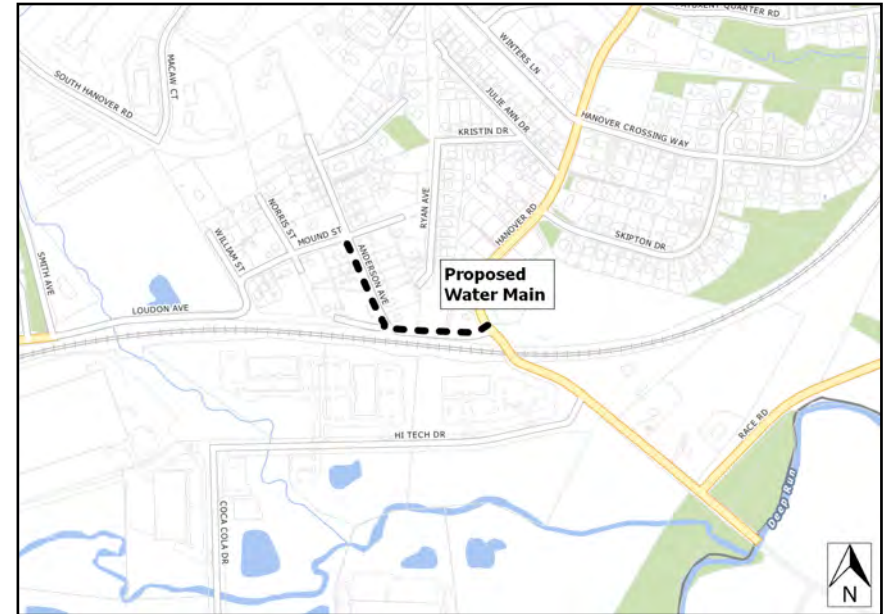 PATUXENT QUARTER RD
WINTERS LN
MACAW CT
SOUTH HANOVER RD
JULIE ANN DR
HANOVER CROSSING WAY
KRISTIN DR
NORRIS ST
RYAN AVE
HANOVER RD
WILLIAM ST
MOUND ST
SKIPTON DR
SMITH AVE
ANDERSON AVE
Proposed
Water Main
LOUDON AVE
RACE RD
HI TECH DR
Deep Run
COCA COLA DR
N